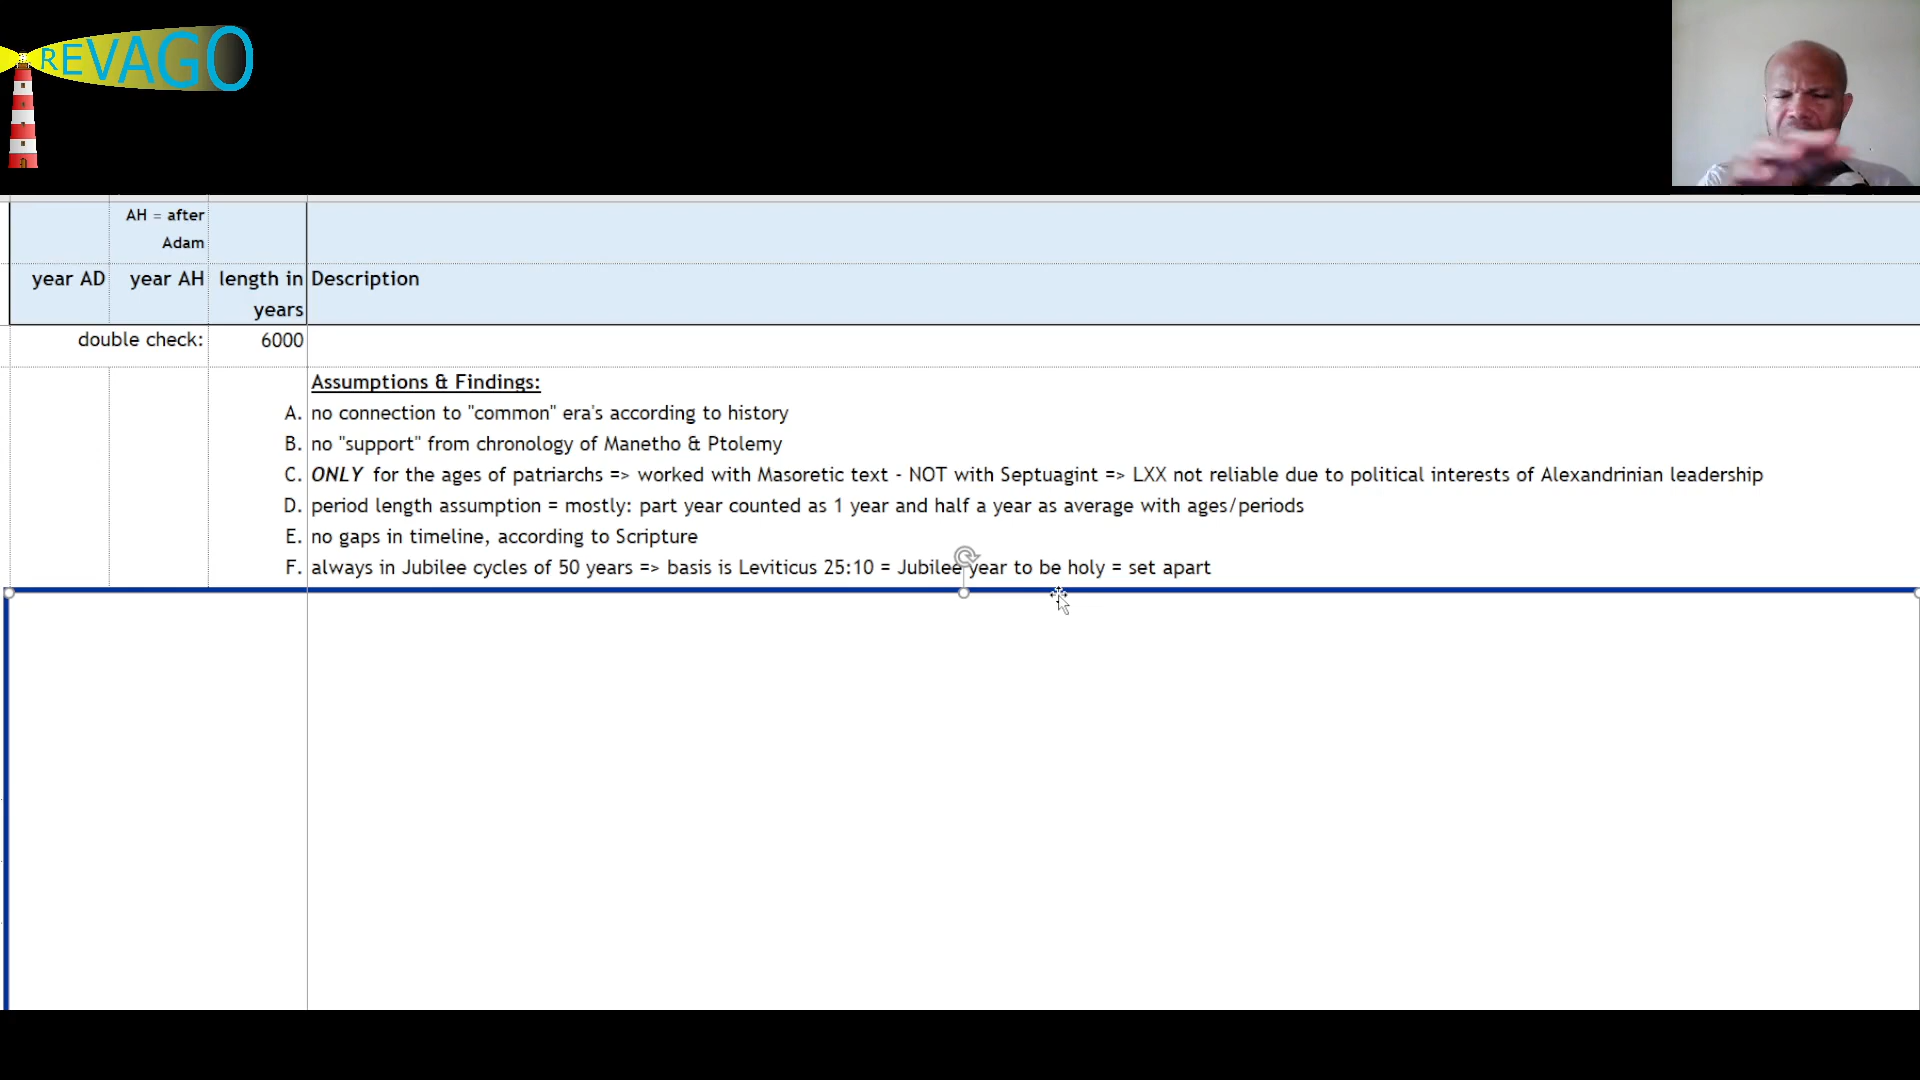 REVAGO
AH = after
Adam
year AD year AH length in Description
years
double check: 6000
Assumptions & Findings:
A. no connection to "common" era's according to history
B. no "support" from chronology of Manetho & Ptolemy
C. ONLY for the ages of patriarchs => worked with Masoretic text - NOT with Septuagint => LXX not reliable due to political interests of Alexandrinian leadership
D. period length assumption = mostly: part year counted as 1 year and half a year as average with ages/periods
E. no gaps in timeline, according to Scripture
F. always in Jubilee cycles of 50 years => basis is Leviticus 25:10 = Jubilee year to be holy = set apart